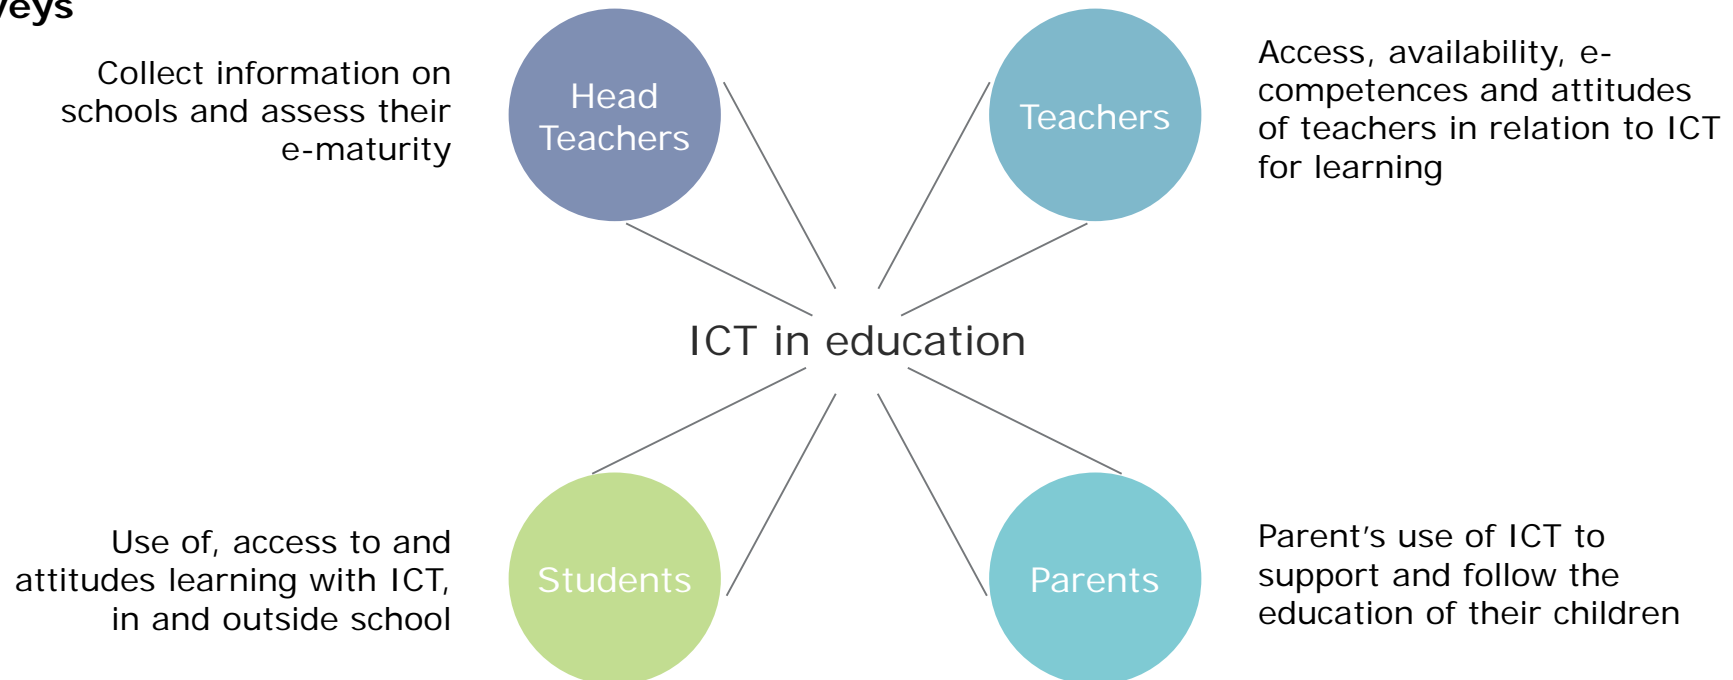 Collect information on
schools and assess their
e-maturity
Head
Teachers
Teachers
Access, availability, e-
competences and attitudes
of teachers in relation to ICT
for learning
ICT in education
Use of, access to and
attitudes learning with ICT,
in and outside school
Students
Parents
Parent’s use of ICT to
support and follow the
education of their children